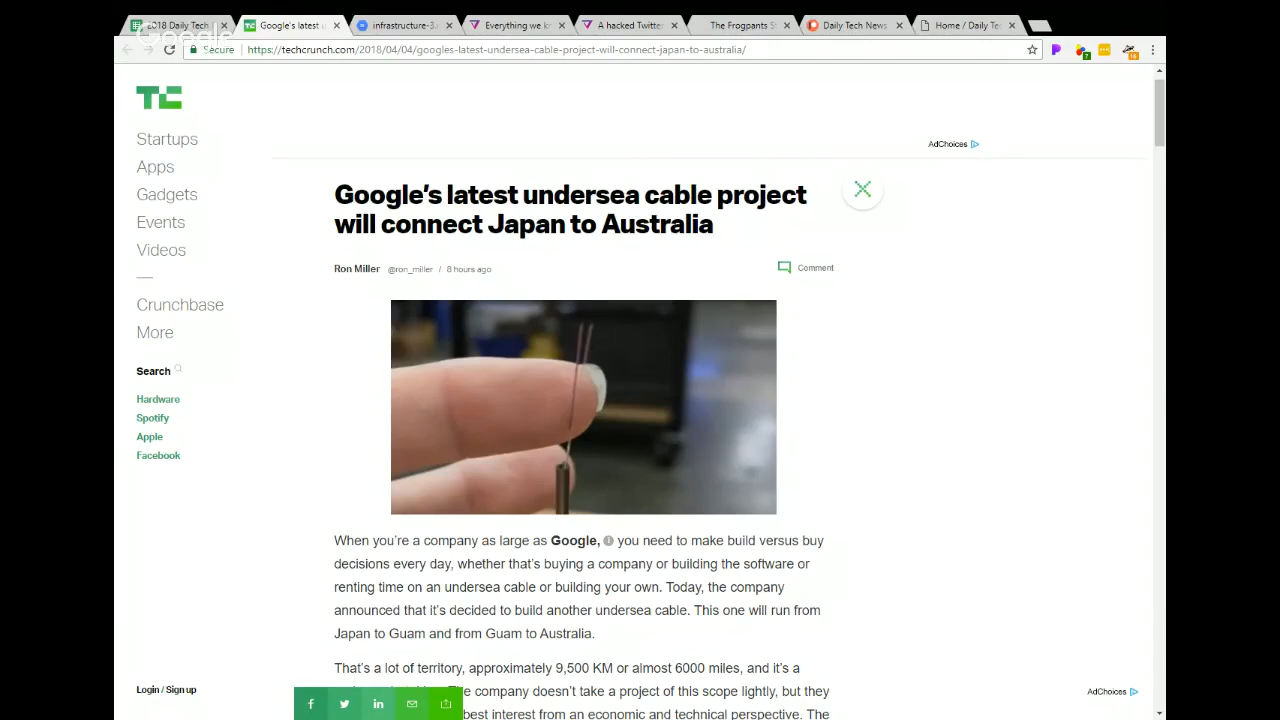 2018 Daily Tech
Google's latest u
infrastructure-3.
Everything we k
A hacked Twitter
The Frogpants S
Daily Tech News
Home / Daily Te
Google
Secure
https://techcrunch.com/2018/04/04/googles-latest-undersea-cable-project-will-connect-japan-to-australia/
TC
AdChoices
Startups
Apps
Gadgets
Events
Videos
—
Crunchbase
More
Search
Hardware
Spotify
Apple
Facebook
Login / Sign up
Google's latest undersea cable project
will connect Japan to Australia
Ron Miller @ron_miller / 8 hours ago
Comment
When you're a company as large as Google, you need to make build versus buy
decisions every day, whether that's buying a company or building the software or
renting time on an undersea cable or building your own. Today, the company
announced that it's decided to build another undersea cable. This one will run from
Japan to Guam and from Guam to Australia.
That's a lot of territory, approximately 9,500 KM or almost 6000 miles, and it's a
company doesn't take a project of this scope lightly, but they
best interest from an economic and technical perspective. The
AdChoices